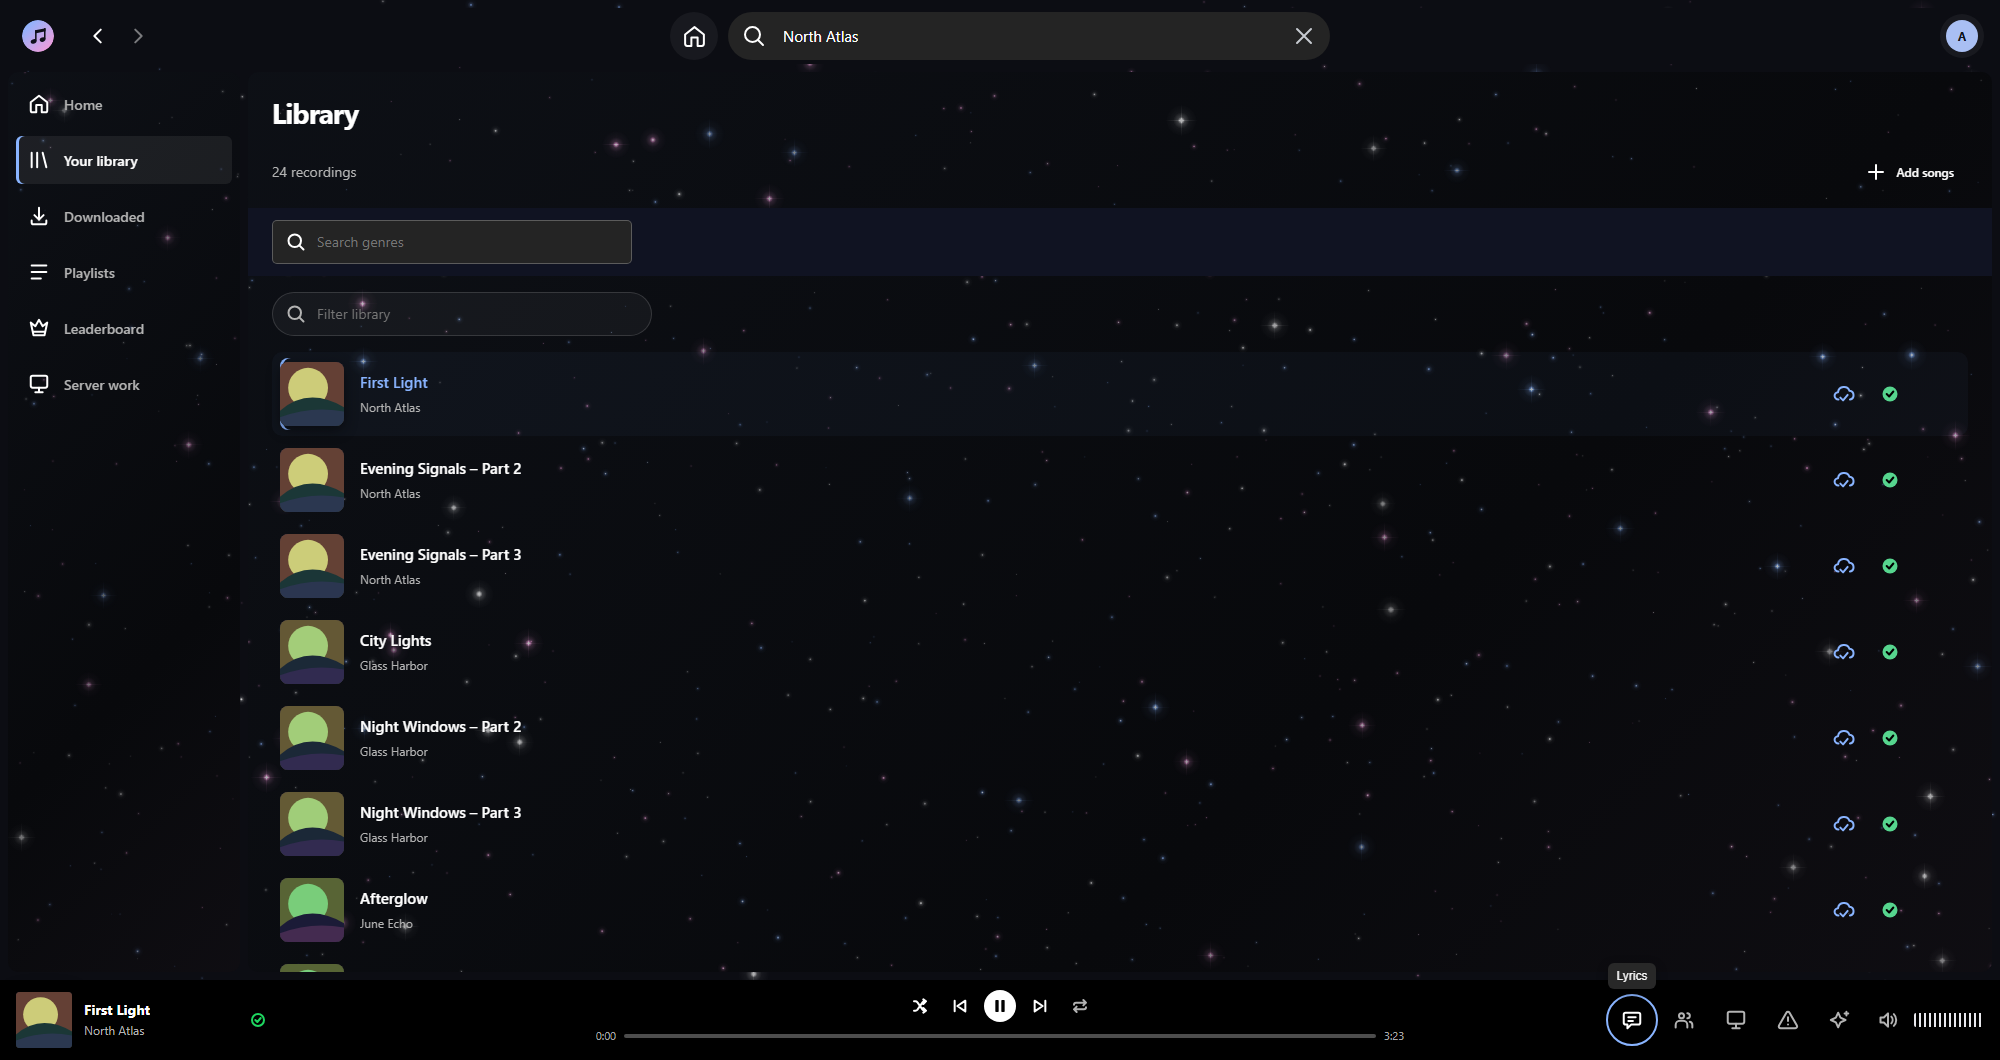 North Atlas
A
Home
Your library
Downloaded
Playlists
Leaderboard
Server work
Library
24 recordings
Add songs
Search genres
Filter library
First Light
North Atlas
Evening Signals – Part 2
North Atlas
Evening Signals – Part 3
North Atlas
City Lights
Glass Harbor
Night Windows – Part 2
Glass Harbor
Night Windows – Part 3
Glass Harbor
Afterglow
June Echo
Lyrics
First Light
North Atlas
0:00
3:23